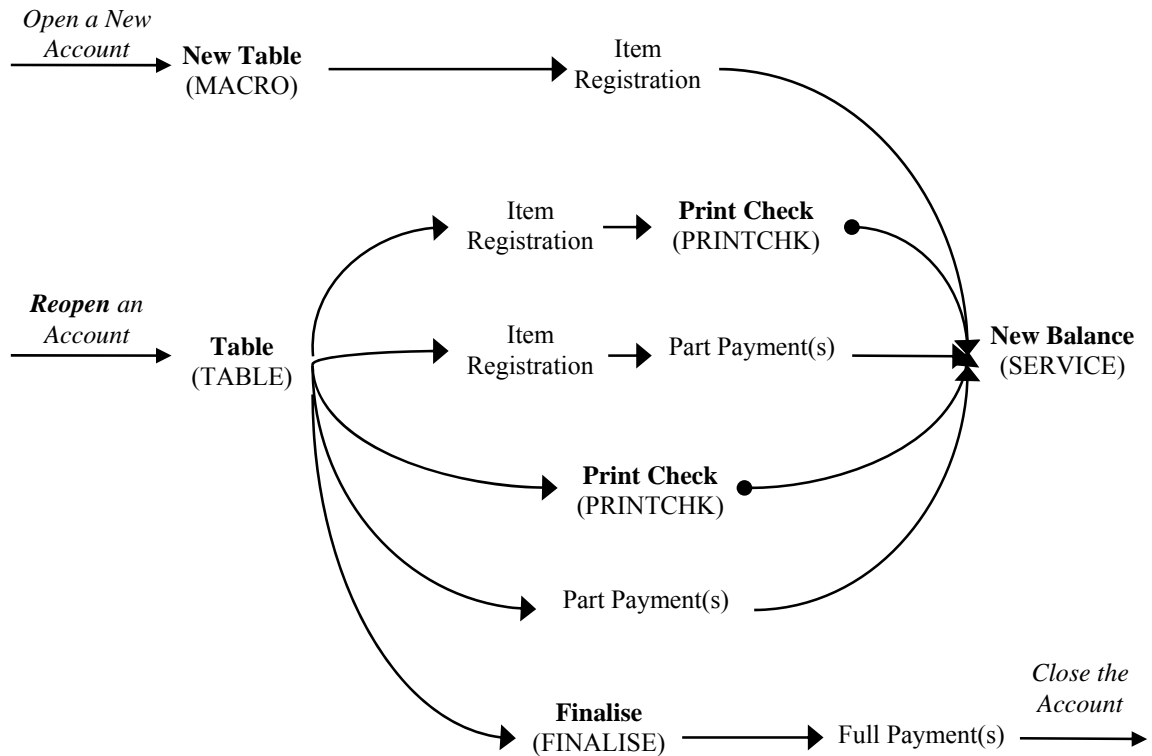 Open a New
Account
New Table
(MACRO)
Item
Registration
Item
Registration
Print Check
(PRINTCHK)
Reopen an
Account
Table
(TABLE)
Item
Registration
Part Payment(s)
New Balance
(SERVICE)
Print Check
(PRINTCHK)
Part Payment(s)
Finalise
(FINALISE)
Full Payment(s)
Close the
Account